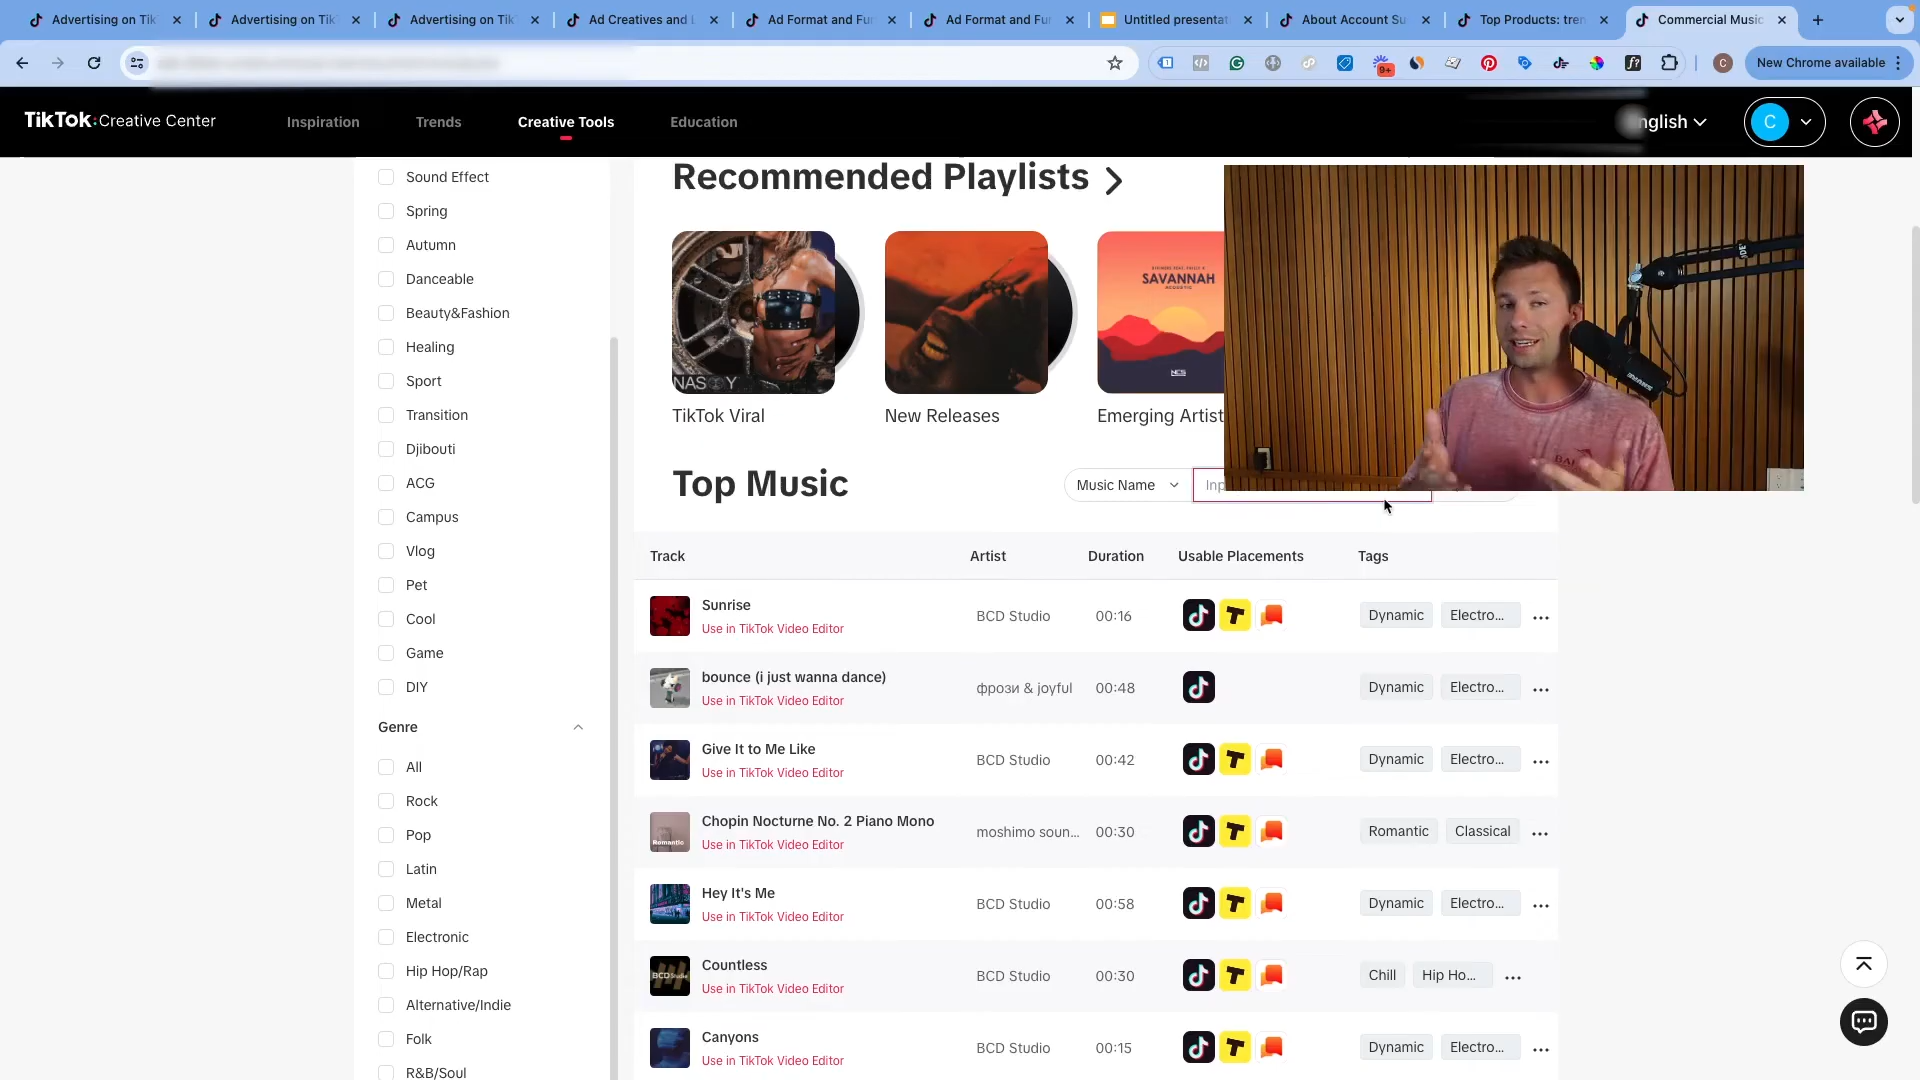 Advertising on Tik
Advertising on Tik
Advertising on Tik
Ad Creatives and L
Ad Format and Fun
Ad Format and Fun
Untitled presentat
About Account Su
Top Products: tren
Commercial Music
9+
C
New Chrome available
TikTok: Creative Center
Inspiration
Trends
Creative Tools
Education
nglish
C
Sound Effect
Spring
Autumn
Danceable
Beauty&Fashion
Healing
Sport
Transition
Djibouti
ACG
Campus
Vlog
Pet
Cool
Game
DIY
Genre
All
Rock
Pop
Latin
Metal
Electronic
Hip Hop/Rap
Alternative/Indie
Folk
R&B/Soul
Recommended Playlists
SAVANNAH
TikTok Viral
New Releases
Emerging Artist
Top Music
Music Name
Inp
Track Artist Duration Usable Placements Tags
Sunrise
Use in TikTok Video Editor
BCD Studio 00:16 Dynamic Electro... ...
bounce (i just wanna dance)
Use in TikTok Video Editor
фрози & joyful 00:48 Dynamic Electro... ...
Give It to Me Like
Use in TikTok Video Editor
BCD Studio 00:42 Dynamic Electro... ...
Chopin Nocturne No. 2 Piano Mono
Use in TikTok Video Editor
moshimo soun... 00:30 Romantic Classical ...
Hey It's Me
Use in TikTok Video Editor
BCD Studio 00:58 Dynamic Electro... ...
Countless
Use in TikTok Video Editor
BCD Studio 00:30 Chill Hip Ho... ...
Canyons
Use in TikTok Video Editor
BCD Studio 00:15 Dynamic Electro... ...